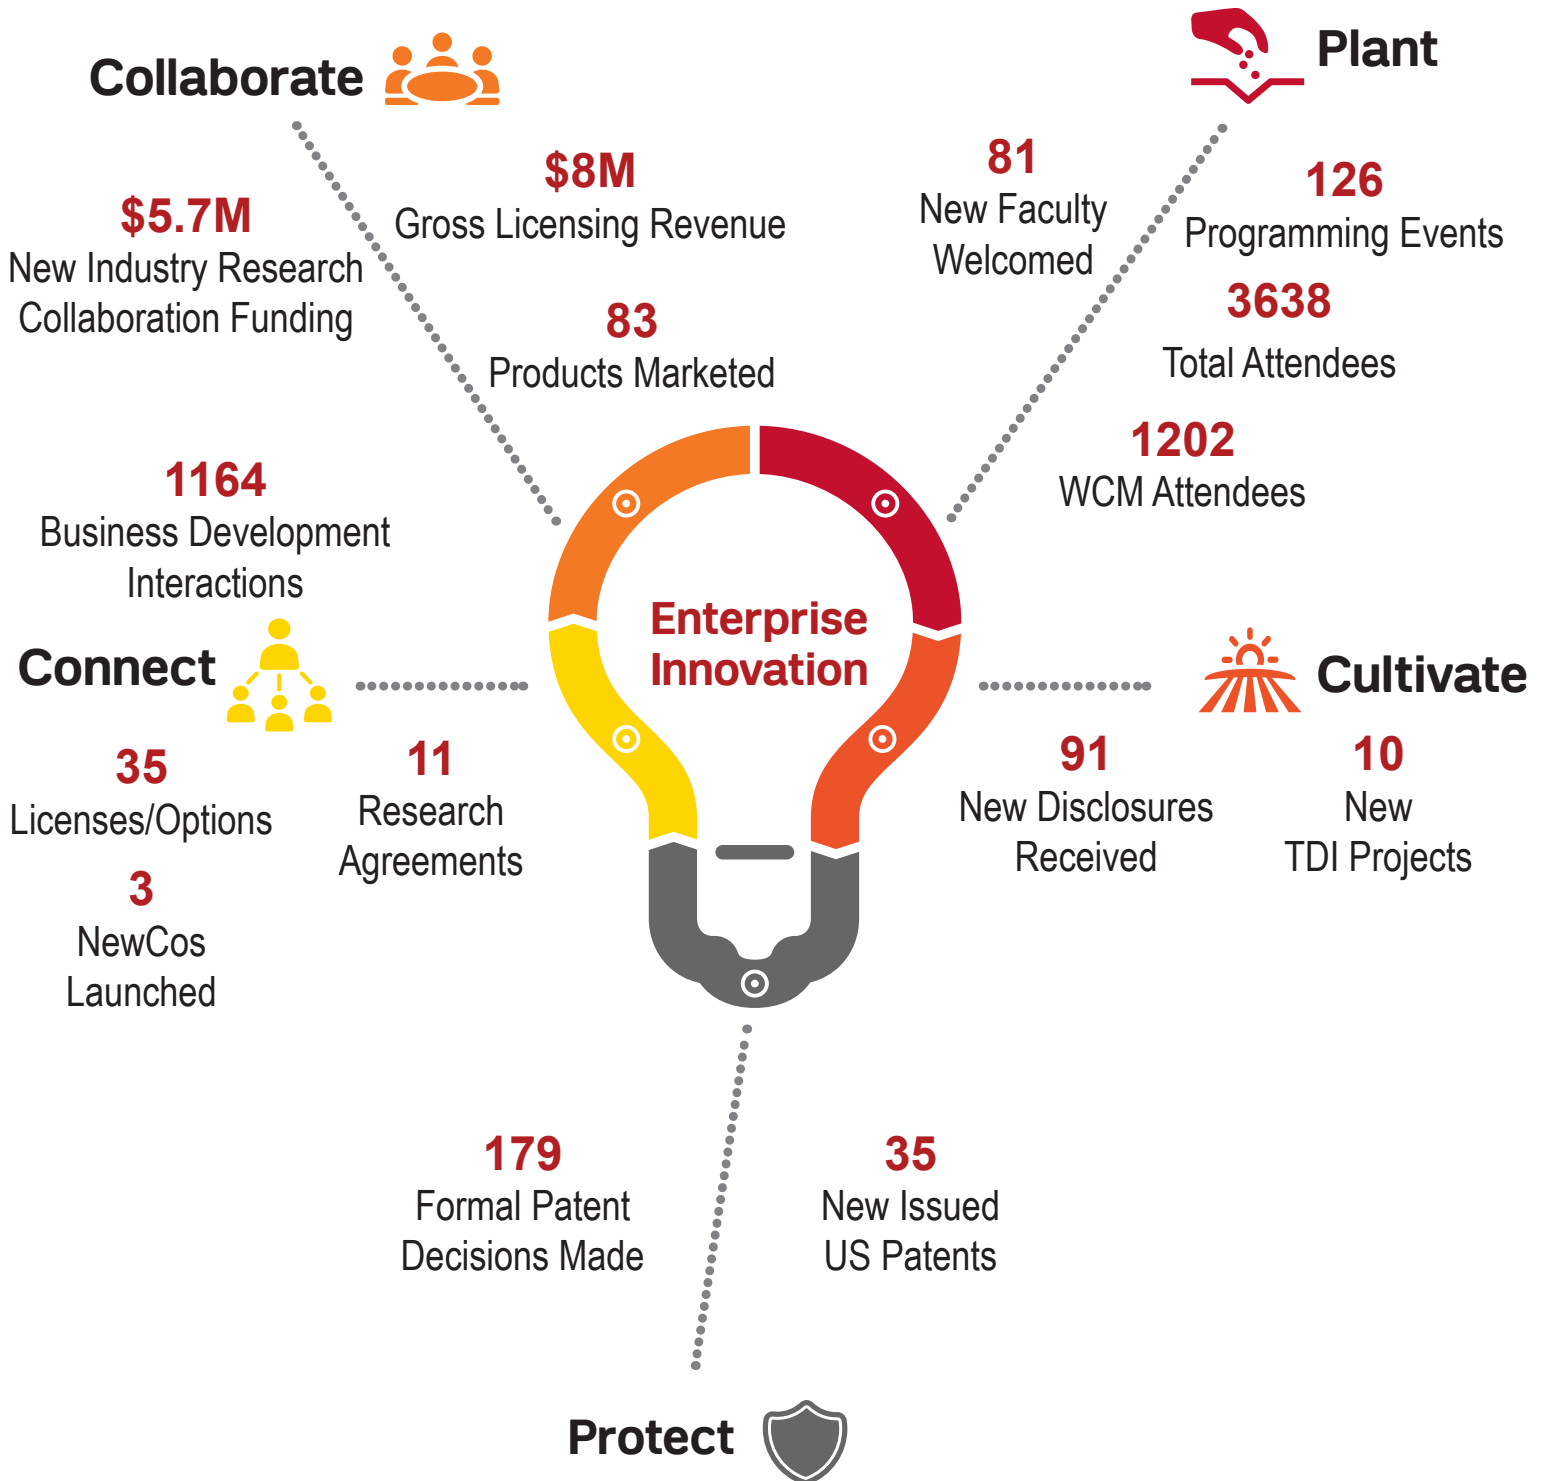 Collaborate
$5.7M
New Industry Research
Collaboration Funding
$8M
Gross Licensing Revenue
83
Products Marketed
Plant
81
New Faculty
Welcomed
126
Programming Events
3638
Total Attendees
1202
WCM Attendees
Enterprise
Innovation
1164
Business Development
Interactions
Connect
35
Licenses/Options
11
Research
Agreements
3
NewCos
Launched
Cultivate
91
New Disclosures
Received
10
New
TDI Projects
179
Formal Patent
Decisions Made
35
New Issued
US Patents
Protect